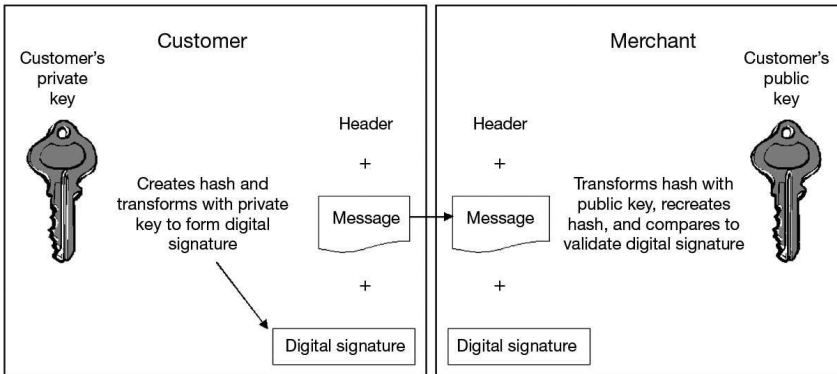 Customer
Customer's
private
key
Header
+
Creates hash and
transforms with private
key to form digital
signature
Message
+
Digital signature
Merchant
Customer's
public
key
Header
+
Message
Transforms hash with
public key, recreates
hash, and compares to
validate digital signature
+
Digital signature